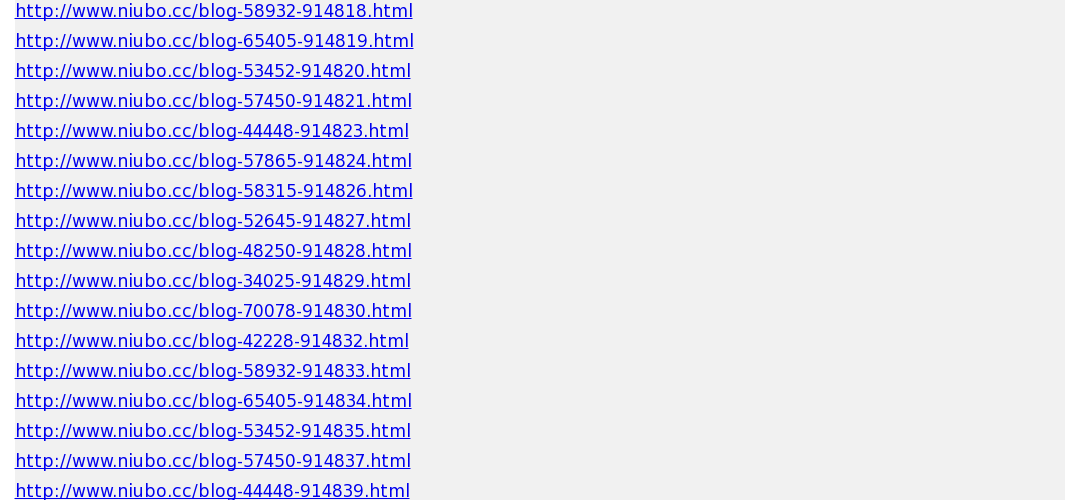 http://www.niubo.cc/blog-58932-914818.html
http://www.niubo.cc/blog-65405-914819.html
http://www.niubo.cc/blog-53452-914820.html
http://www.niubo.cc/blog-57450-914821.html
http://www.niubo.cc/blog-44448-914823.html
http://www.niubo.cc/blog-57865-914824.html
http://www.niubo.cc/blog-58315-914826.html
http://www.niubo.cc/blog-52645-914827.html
http://www.niubo.cc/blog-48250-914828.html
http://www.niubo.cc/blog-34025-914829.html
http://www.niubo.cc/blog-70078-914830.html
http://www.niubo.cc/blog-42228-914832.html
http://www.niubo.cc/blog-58932-914833.html
http://www.niubo.cc/blog-65405-914834.html
http://www.niubo.cc/blog-53452-914835.html
http://www.niubo.cc/blog-57450-914837.html
http://www.niubo.cc/blog-44448-914839.html